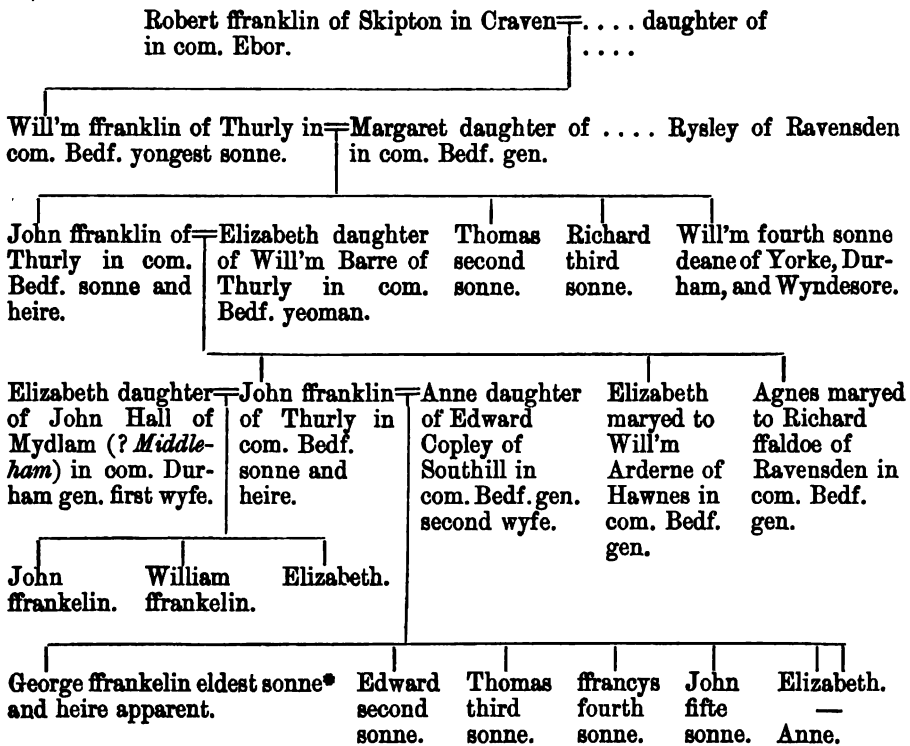 Robert ffranklin of Skipton in Craven=.... daughter of
in com. Ebor. ....
Will'm ffranklin of Thurly in=Margaret daughter of .... Rysley of Ravensden
com. Bedf. yongest sonne. in com. Bedf. gen.
John ffranklin of=Elizabeth daughter
Thurly in com. of Will'm Barre of
Bedf. sonne and Thurly in com.
heire. Bedf. yeoman.
Thomas
second
sonne.
Richard
third
sonne.
Will'm fourth sonne
deane of Yorke, Dur-
ham, and Wyndesore.
Elizabeth daughter=
of John Hall of
Mydlam (? Middle-
ham) in com. Dur-
ham gen. first wyfe.
John ffranklin=
of Thurly in
com. Bedf.
sonne and
heire.
Anne daughter
of Edward
Copley of
Southill in
com. Bedf. gen.
second wyfe.
Elizabeth
maryed to
Will'm
Arderne of
Hawnes in
com. Bedf.
gen.
Agnes maryed
to Richard
ffaldoe of
Ravensden in
com. Bedf.
gen.
John
ffrankelin.
William
ffrankelin.
Elizabeth.
George ffrankelin eldest sonne*
and heire apparent.
Edward
second
sonne.
Thomas
third
sonne.
ffrancys
fourth
sonne.
John
fifte
sonne.
Elizabeth.
—
Anne.